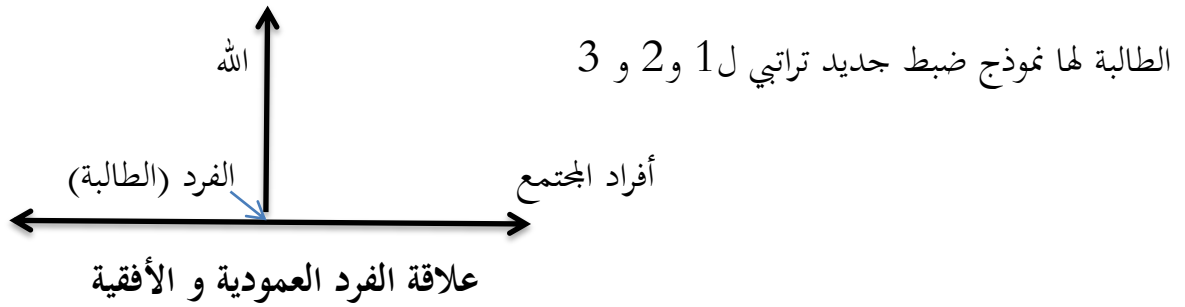 الطالبة لها نموذج ضبط جديد تراتبي ل1 و2 و 3
الله
أفراد المجتمع
الفرد (الطالبة)
علاقة الفرد العمودية و الأفقية